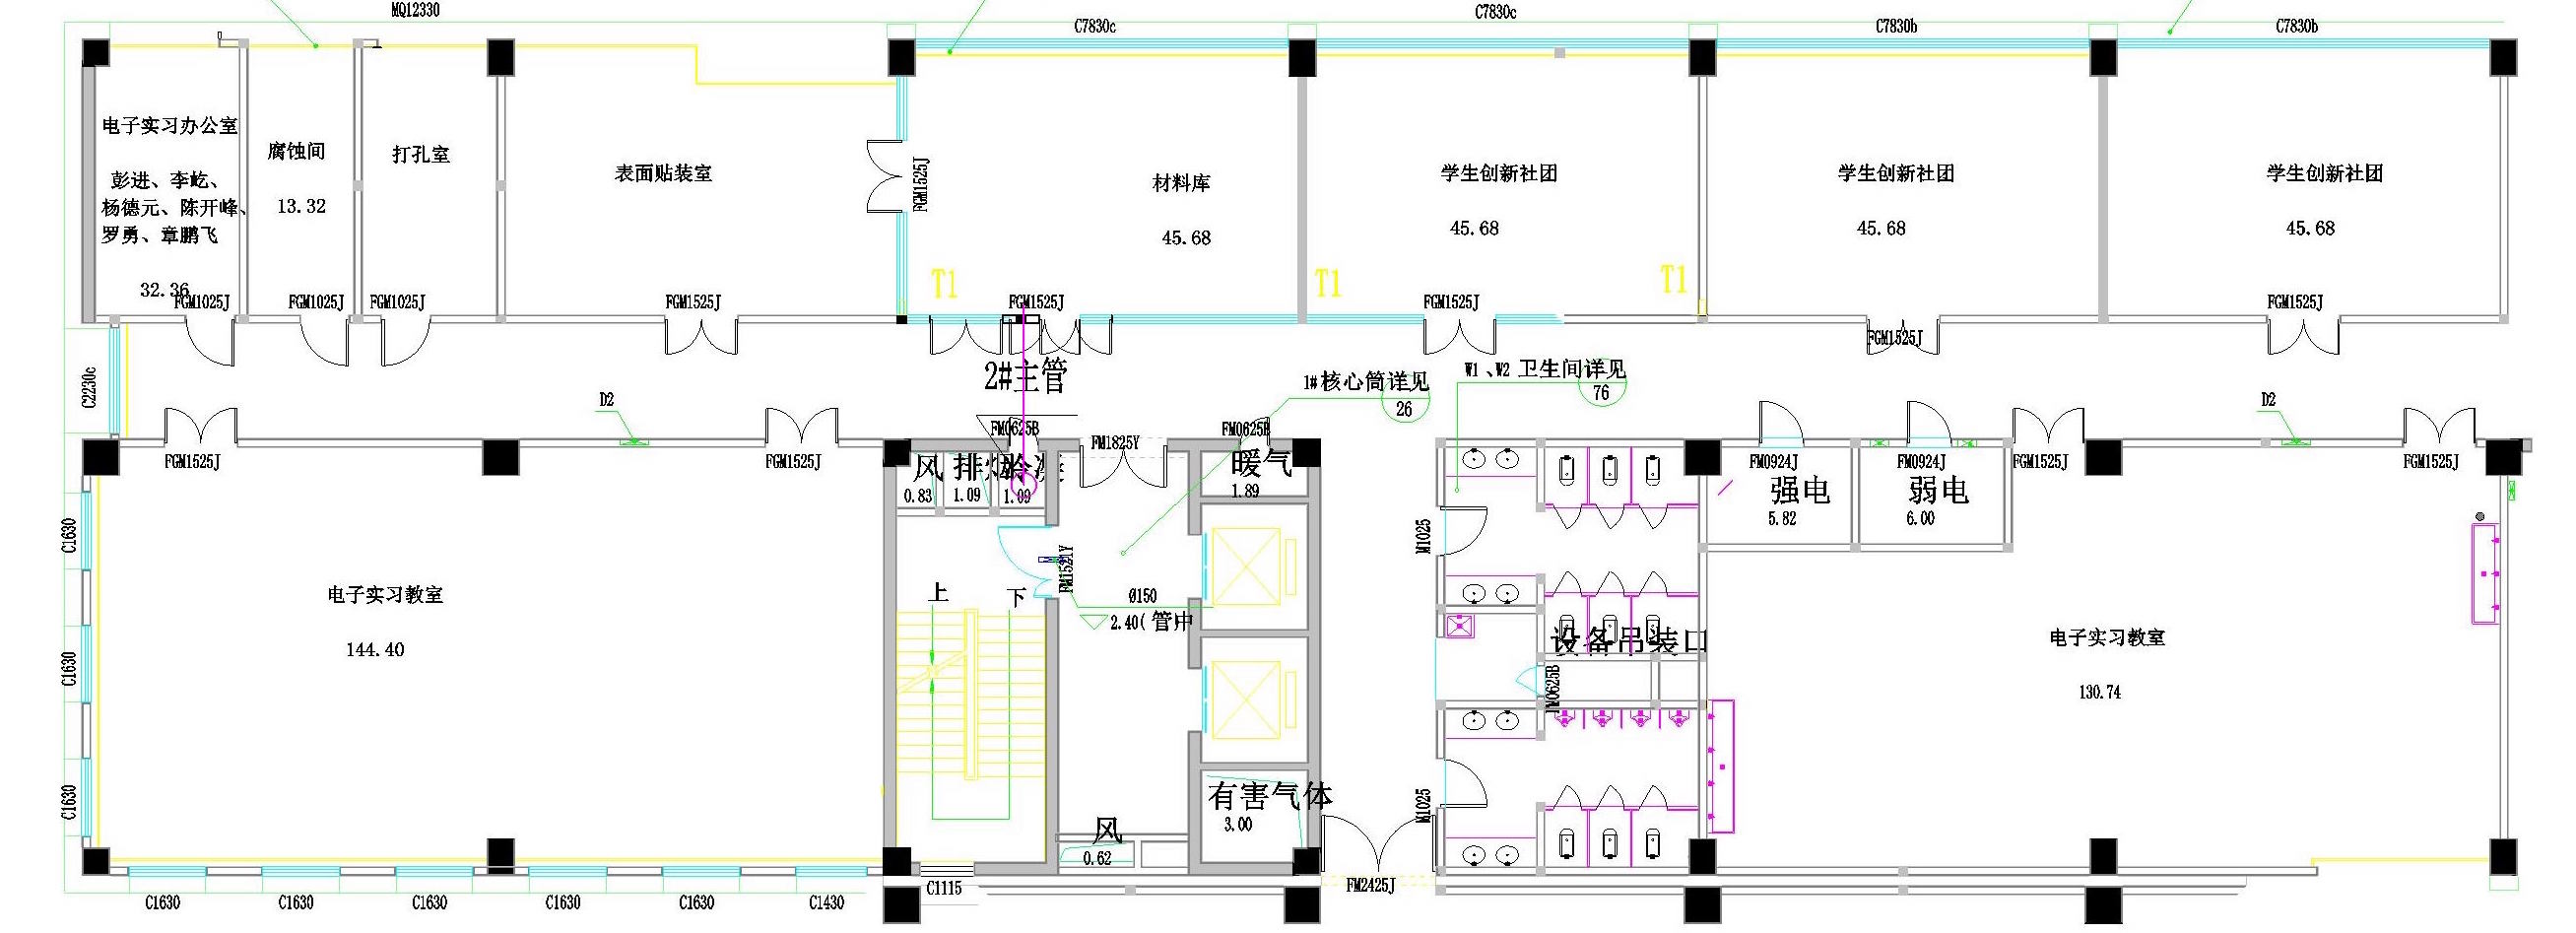 MQ12330
C7830c
C7830c
C7830b
C7830b
电子实习办公室
彭进、李屹、
杨德元、陈开峰、
罗勇、章鹏飞
32.36
腐蚀间
13.32
打孔室
表面贴装室
FGM1525J
材料库
45.68
学生创新社团
45.68
学生创新社团
45.68
学生创新社团
45.68
T1
T1
T1
FGM1025J
FGM1025J
FGM1025J
FGM1525J
FGM1525J
FGM1525J
FGM1525J
FGM1525J
C2230c
2#主管
1#核心筒详见
26
W1 、W2 卫生间详见
76
D2
D2
FGM1525J
FGM1525J
FM0625B
FM1825Y
FM0625B
FM0924J
FM0924J
FGM1525J
FGM1525J
风
0.83
排
1.09
1.09
暖气
1.89
强电
5.82
弱电
6.00
C1630
C1630
C1630
M1025
FM1521Y
电子实习教室
144.40
上
下
Ø150
2.40(管中
设备吊装口
FM0625B
电子实习教室
130.74
有害气体
3.00
M1025
风
0.62
C1630
C1630
C1630
C1630
C1630
C1430
C1115
FM2425J